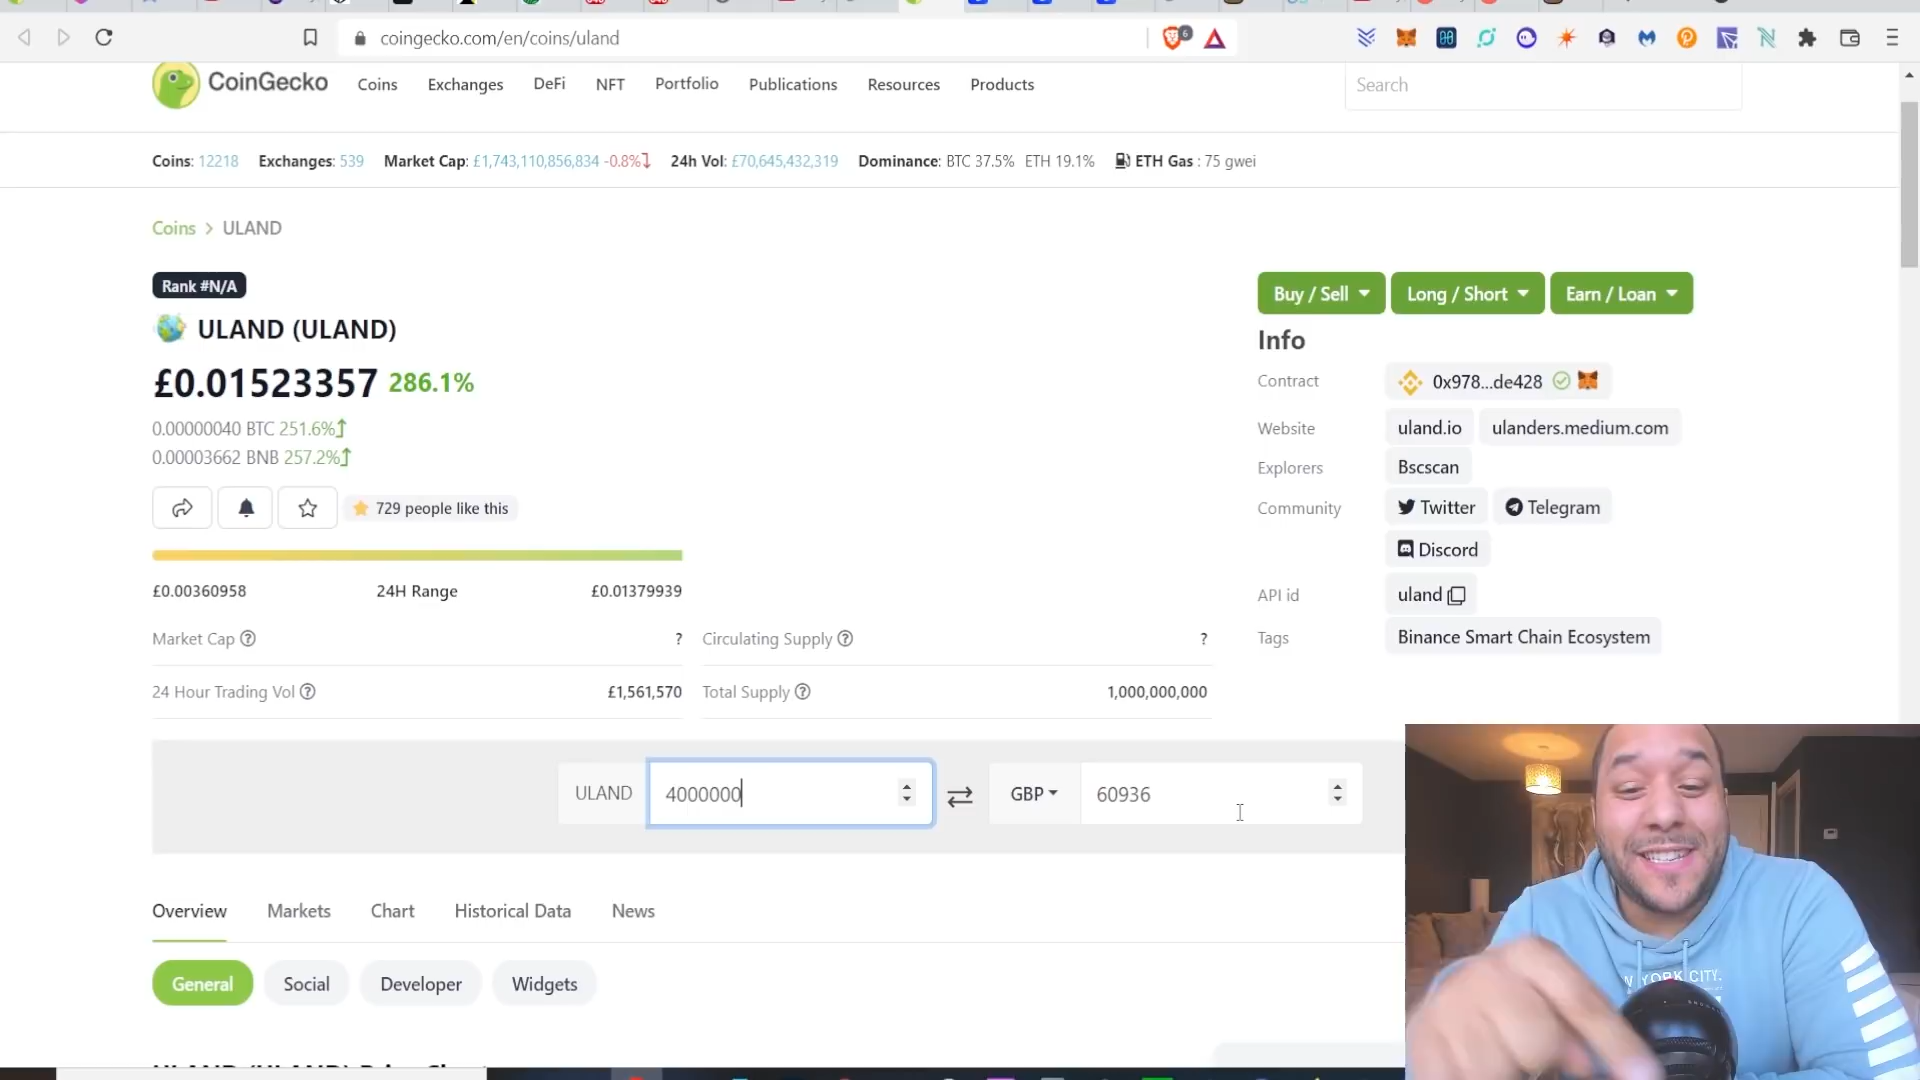 coingecko.com/en/coins/uland
6
CoinGecko Coins Exchanges DeFi NFT Portfolio Publications Resources Products Search
Coins: 12218 Exchanges: 539 Market Cap: £1,743,110,856,834 -0.8% 24h Vol: £70,645,432,319 Dominance: BTC 37.5% ETH 19.1% ETH Gas : 75 gwei
Coins > ULAND
Rank #N/A
ULAND (ULAND)
£0.01523357 286.1%
0.00000040 BTC 251.6%
0.00003662 BNB 257.2%
729 people like this
£0.00360958 24H Range £0.01379939
Market Cap ? ?
Circulating Supply ? ?
24 Hour Trading Vol ? £1,561,570
Total Supply ? 1,000,000,000
Buy / Sell Long / Short Earn / Loan
Info
Contract 0x978...de428
Website uland.io ulanders.medium.com
Explorers Bscscan
Community Twitter Telegram
Discord
API id uland
Tags Binance Smart Chain Ecosystem
ULAND 4000000 GBP 60936
Overview Markets Chart Historical Data News
General Social Developer Widgets
YORK CITY.